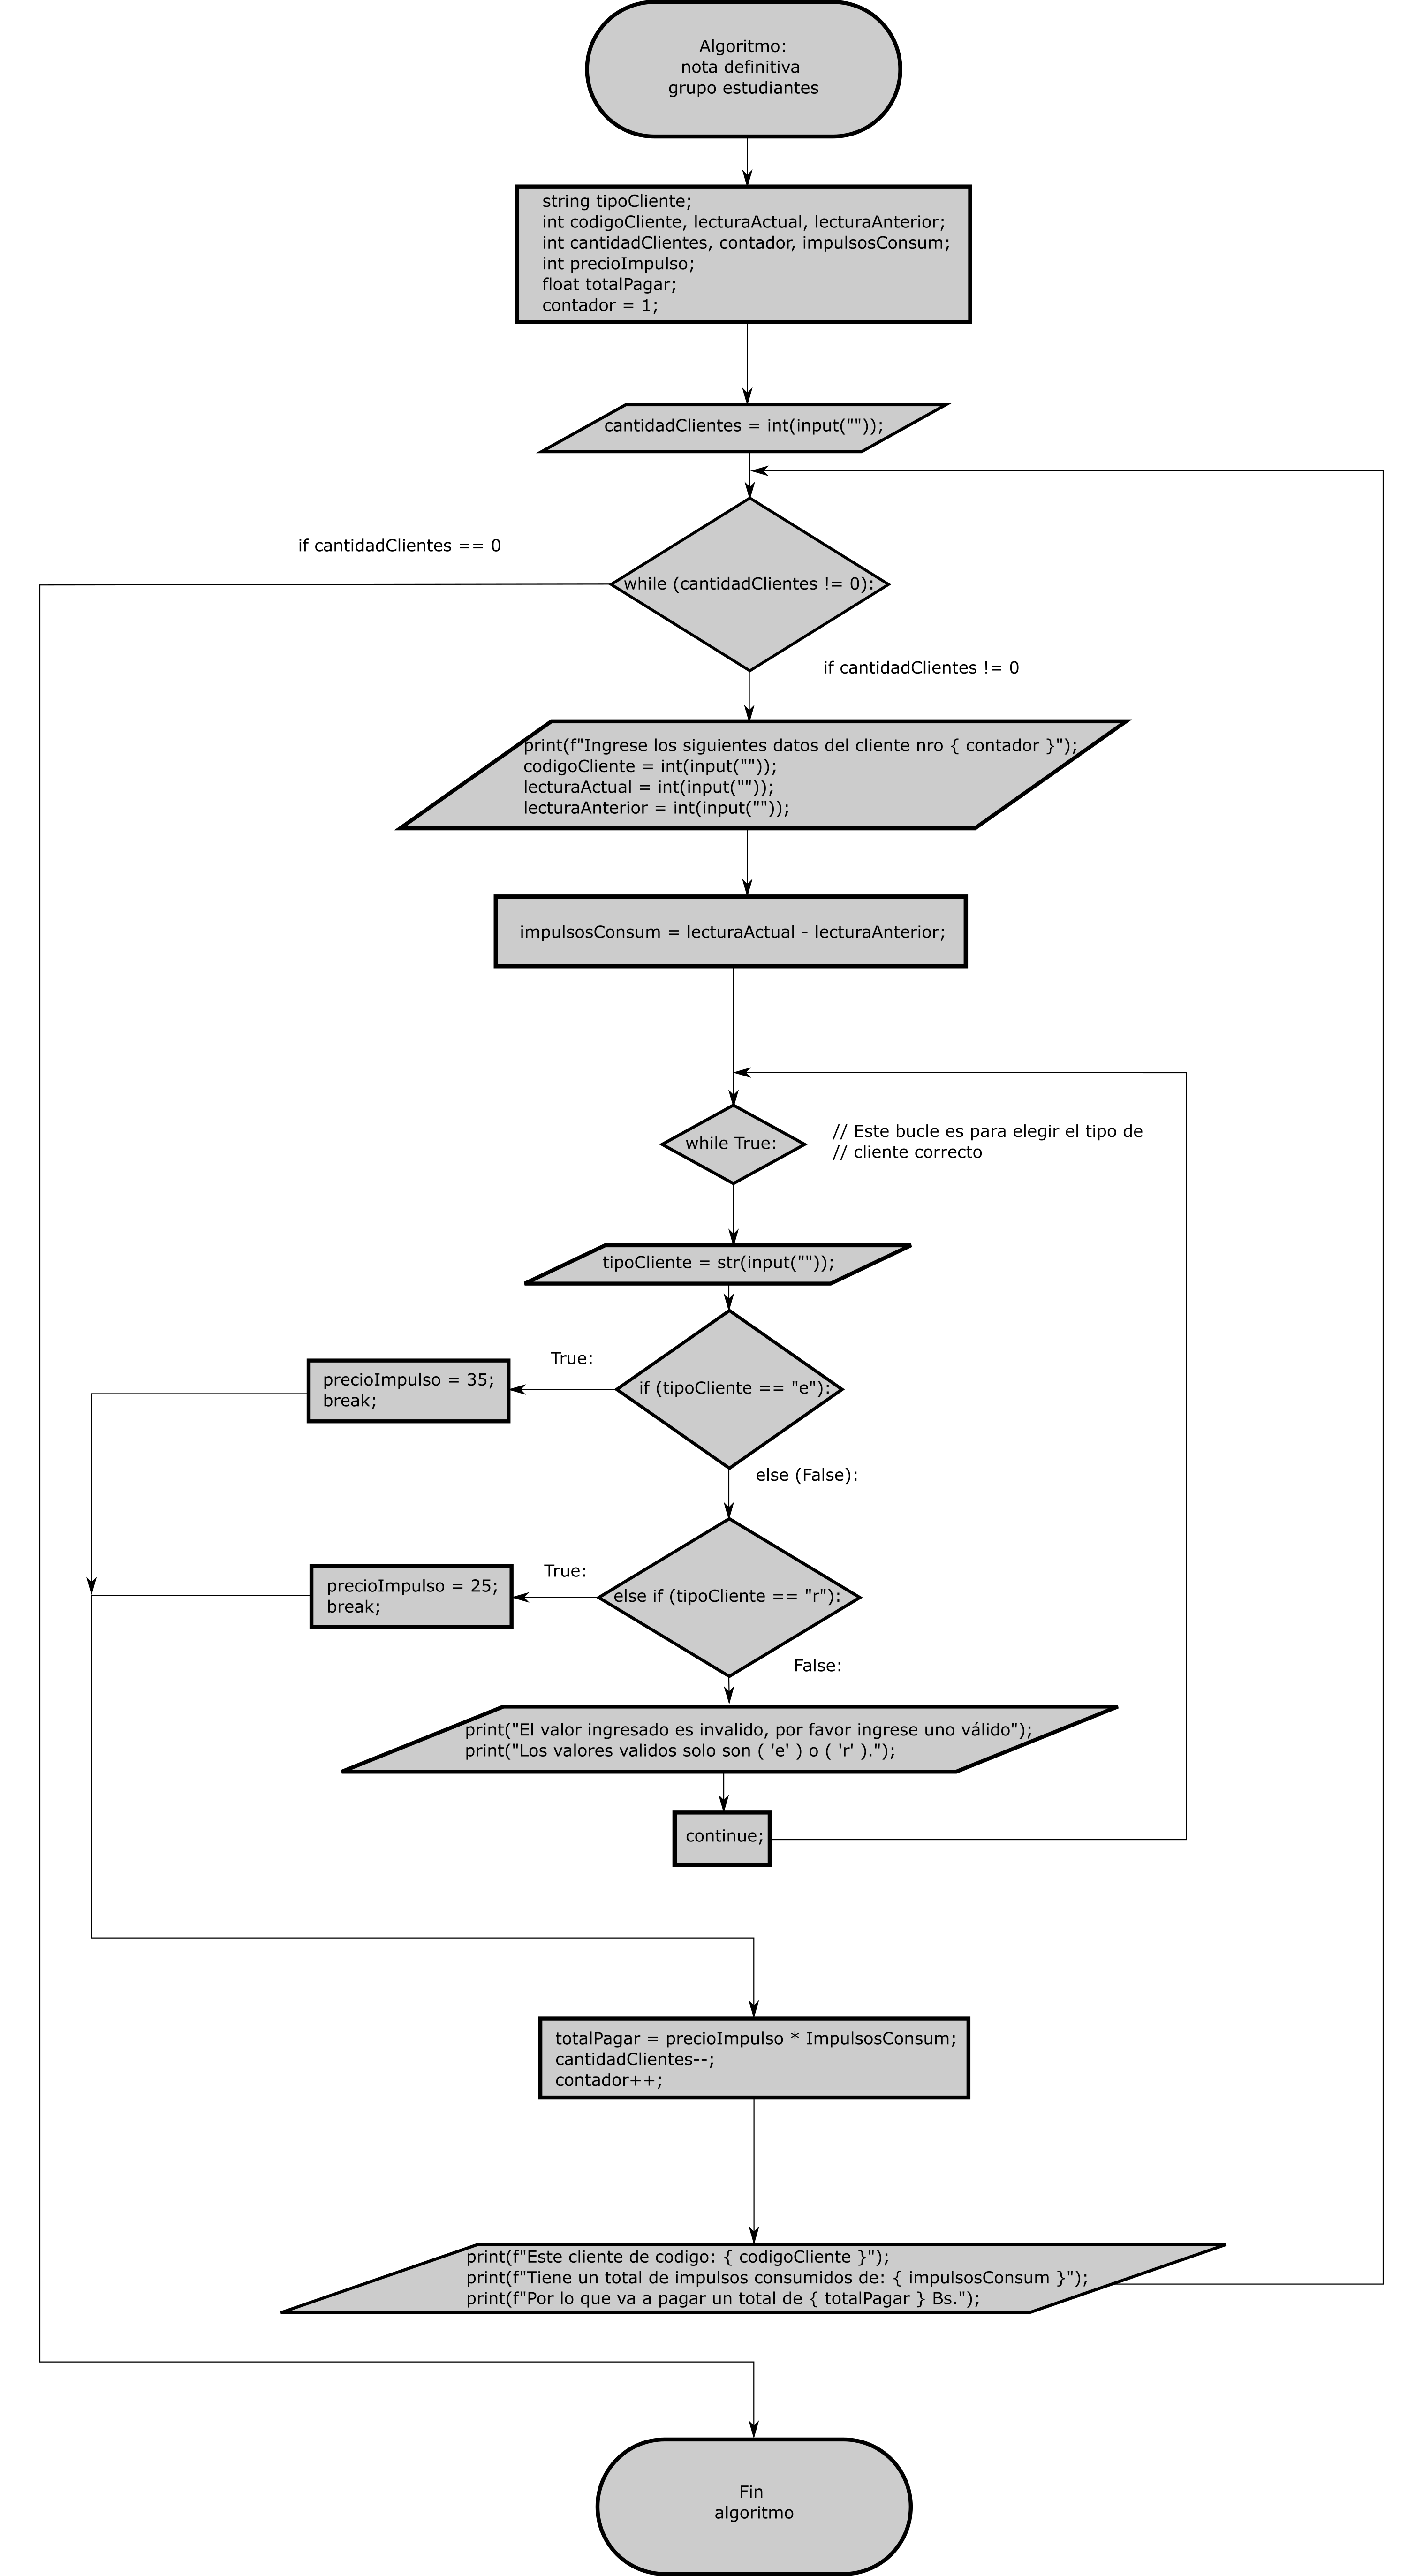 Algoritmo:
nota definitiva
grupo estudiantes
string tipoCliente;
int codigoCliente, lecturaActual, lecturaAnterior;
int cantidadClientes, contador, impulsosConsum;
int precioImpulso;
float totalPagar;
contador = 1;
cantidadClientes = int(input(""));
if cantidadClientes == 0
while (cantidadClientes != 0):
if cantidadClientes != 0
print(f"Ingrese los siguientes datos del cliente nro { contador }");
codigoCliente = int(input(""));
lecturaActual = int(input(""));
lecturaAnterior = int(input(""));
impulsosConsum = lecturaActual - lecturaAnterior;
while True:
// Este bucle es para elegir el tipo de
// cliente correcto
tipoCliente = str(input(""));
True:
precioImpulso = 35;
break;
if (tipoCliente == "e"):
else (False):
True:
precioImpulso = 25;
break;
else if (tipoCliente == "r"):
False:
print("El valor ingresado es invalido, por favor ingrese uno válido");
print("Los valores validos solo son ( 'e' ) o ( 'r' ).");
continue;
totalPagar = precioImpulso * ImpulsosConsum;
cantidadClientes--;
contador++;
print(f"Este cliente de codigo: { codigoCliente }");
print(f"Tiene un total de impulsos consumidos de: { impulsosConsum }");
print(f"Por lo que va a pagar un total de { totalPagar } Bs.");
Fin
algoritmo